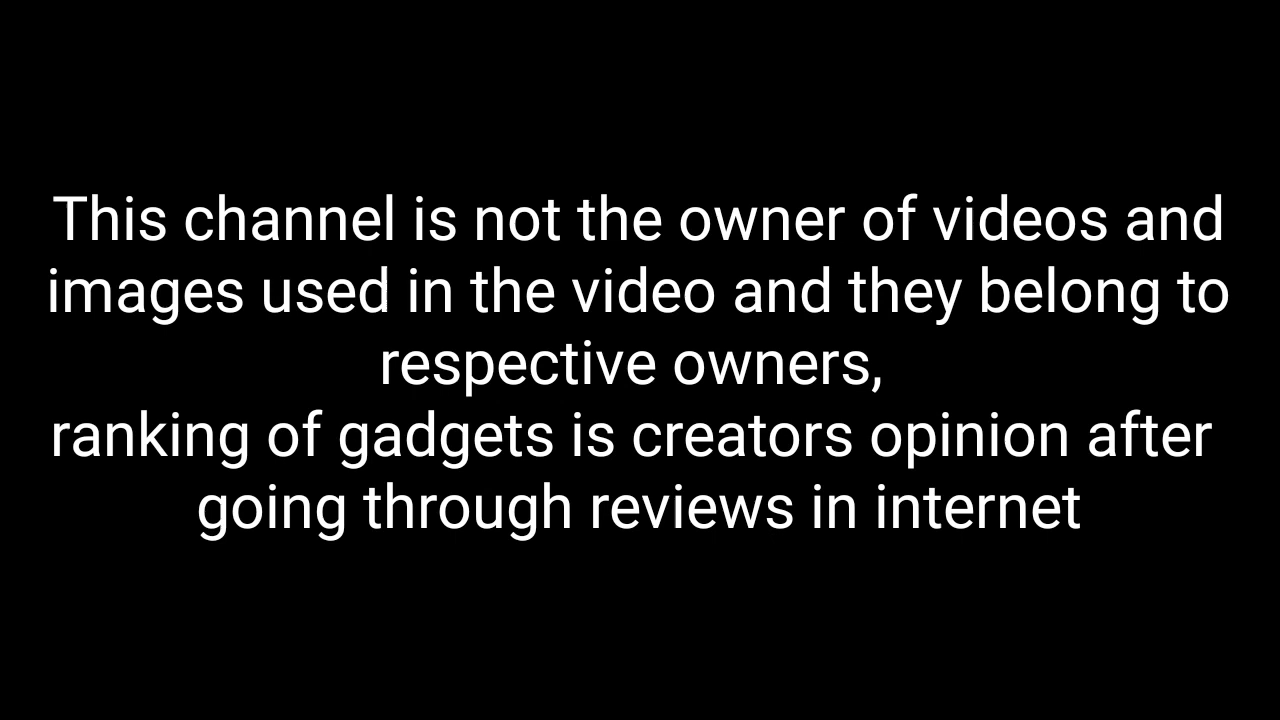 This channel is not the owner of videos and
images used in the video and they belong to
respective owners,
ranking of gadgets is creators opinion after
going through reviews in internet